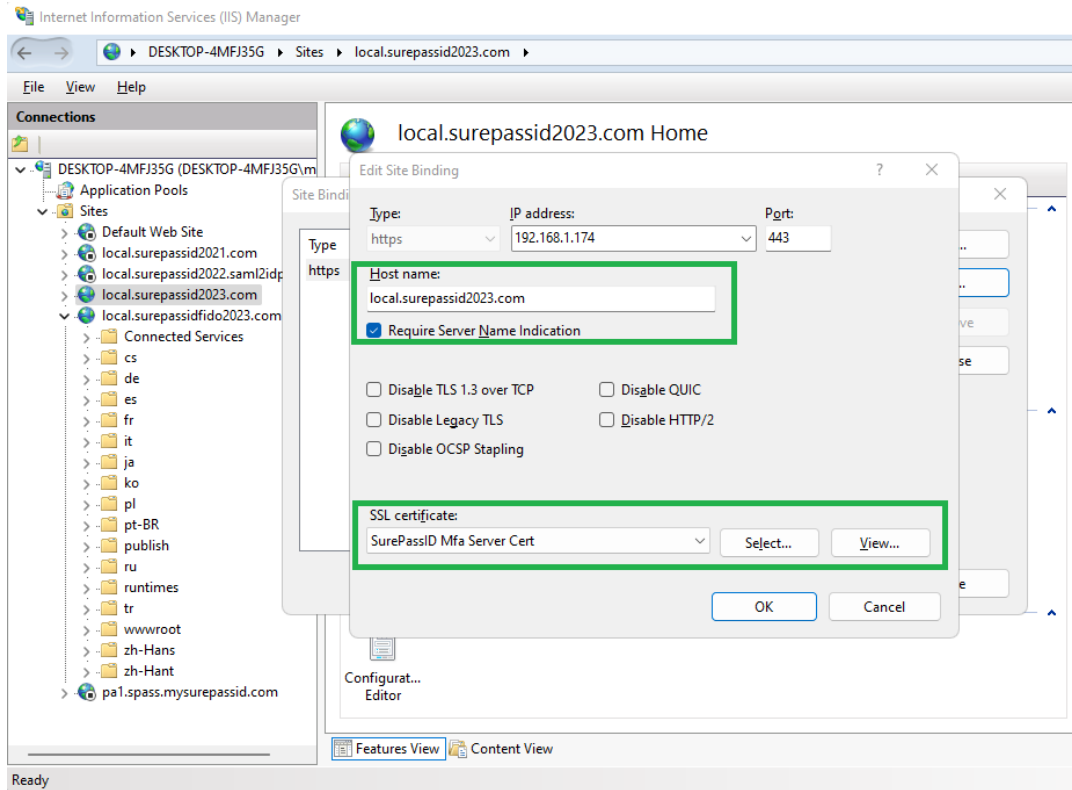 Internet Information Services (IIS) Manager
DESKTOP-4MFJ35G Sites local.surepassid2023.com
File View Help
Connections
local.surepassid2023.com Home
DESKTOP-4MFJ35G (DESKTOP-4MFJ35G\m
Application Pools
Sites
Default Web Site
local.surepassid2021.com
local.surepassid2022.saml2idp
local.surepassid2023.com
local.surepassidfido2023.com
Connected Services
cs
de
es
fr
it
ja
ko
pl
pt-BR
publish
ru
runtimes
tr
wwwroot
zh-Hans
zh-Hant
pa1.spass.mysurepassid.com
Site Bindi
Type
https
Edit Site Binding ?
Type: IP address: Port:
https 192.168.1.174 443
Host name:
local.surepassid2023.com
Require Server Name Indication
Disable TLS 1.3 over TCP Disable QUIC
Disable Legacy TLS Disable HTTP/2
Disable OCSP Stapling
SSL certificate:
SurePassID Mfa Server Cert Select... View...
OK Cancel
..
..
ve
se
e
Configurat...
Editor
Features View Content View
Ready